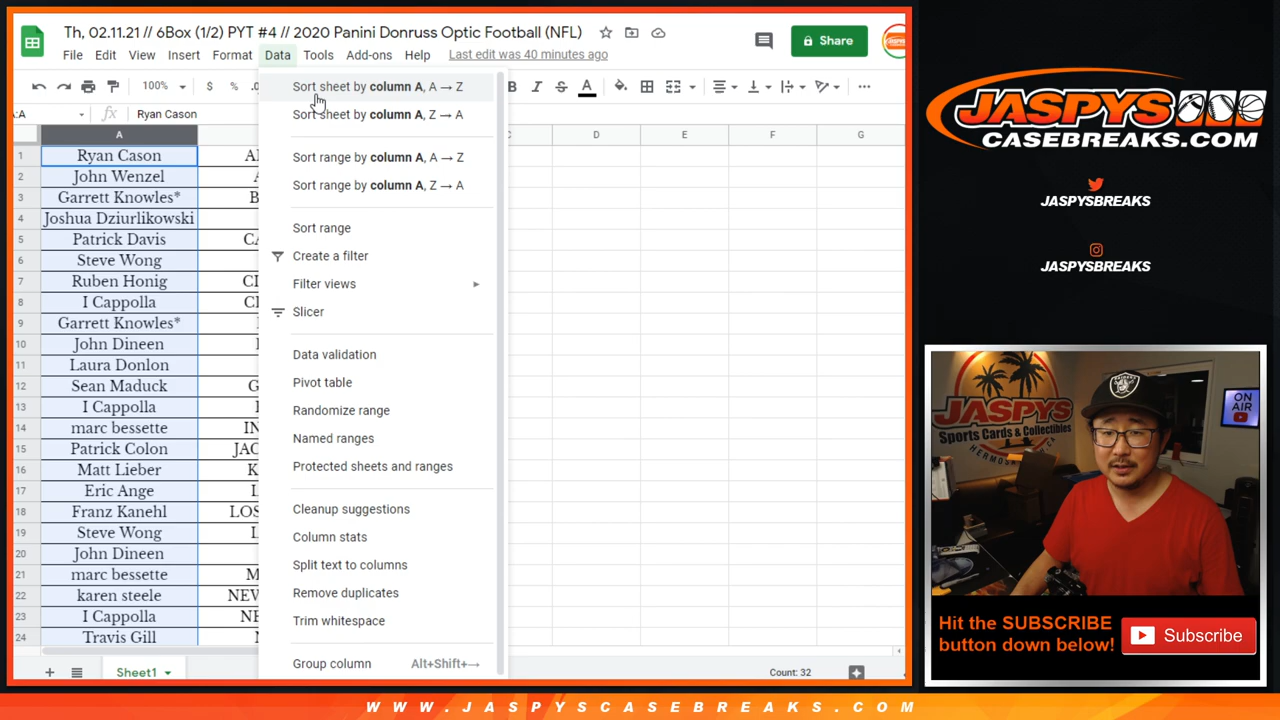 Th, 02.11.21 // 6Box (1/2) PYT #4 // 2020 Panini Donruss Optic Football (NFL)
Share
File Edit View Insert Format Data Tools Add-ons Help Last edit was 40 minutes ago
100% $ % .0
A:A fx Ryan Cason
A C D E F G
1 Ryan Cason
2 John Wenzel
3 Garrett Knowles*
4 Joshua Dziurlikowski
5 Patrick Davis
6 Steve Wong
7 Ruben Honig
8 I Cappolla
9 Garrett Knowles*
10 John Dineen
11 Laura Donlon
12 Sean Maduck
13 I Cappolla
14 marc bessette
15 Patrick Colon
16 Matt Lieber
17 Eric Ange
18 Franz Kanehl
19 Steve Wong
20 John Dineen
21 marc bessette
22 karen steele
23 I Cappolla
24 Travis Gill
Sort sheet by column A, A → Z
Sort sheet by column A, Z → A
Sort range by column A, A → Z
Sort range by column A, Z → A
Sort range
Create a filter
Filter views
Slicer
Data validation
Pivot table
Randomize range
Named ranges
Protected sheets and ranges
Cleanup suggestions
Column stats
Split text to columns
Remove duplicates
Trim whitespace
Group column Alt+Shift+→
Sheet1
Count: 32
JASPYS
CASEBREAKS.COM
JASPYSBREAKS
JASPYSBREAKS
JASPYS
Sports Cards & Collectibles
ON
AIR
Hit the SUBSCRIBE
button down below!
Subscribe
WWW.JASPYSCASEBREAKS.COM